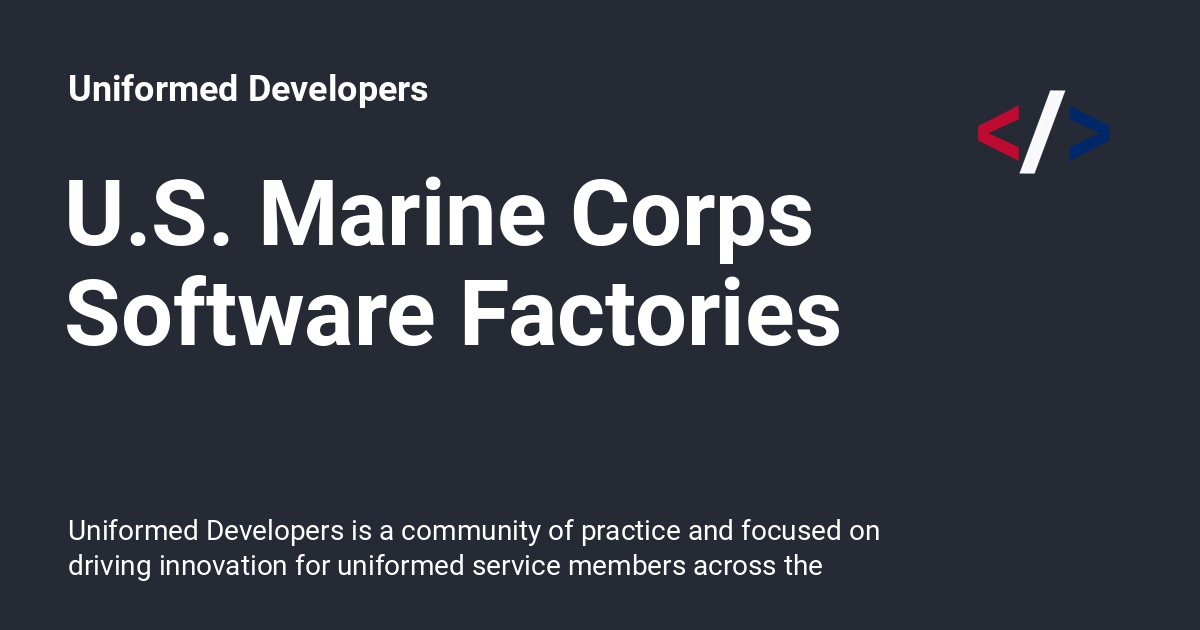 Uniformed Developers
</>
U.S. Marine Corps
Software Factories
Uniformed Developers is a community of practice and focused on
driving innovation for uniformed service members across the